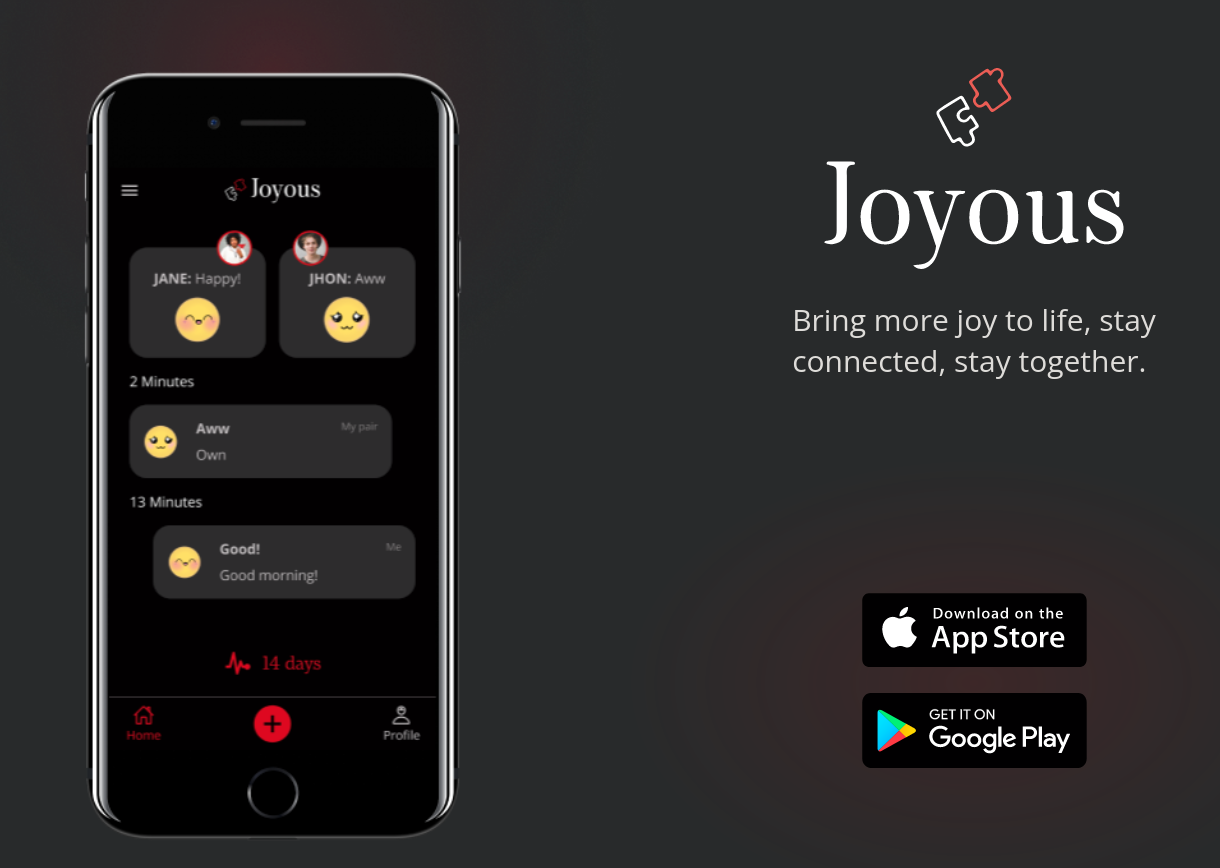 Joyous
JANE: Happy!
JHON: Aww
2 Minutes
Aww
My pair
Own
13 Minutes
Good!
Me
Good morning!
14 days
Home
Profile
Joyous
Bring more joy to life, stay
connected, stay together.
Download on the
App Store
GET IT ON
Google Play